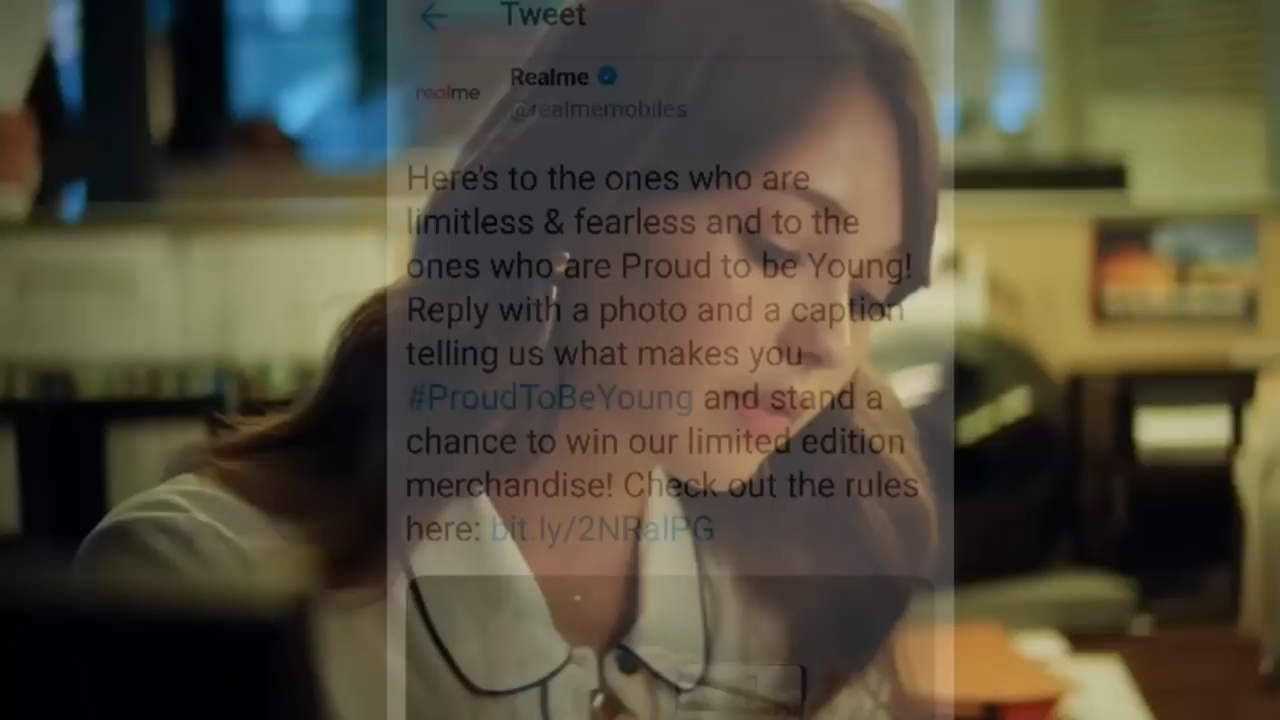 Tweet
realme
Realme
@realmemobiles
Here's to the ones who are
limitless & fearless and to the
ones who are Proud to be Young!
Reply with a photo and a caption
telling us what makes you
#ProudToBeYoung and stand a
chance to win our limited edition
merchandise! Check out the rules
here: bit.ly/2NRalPG